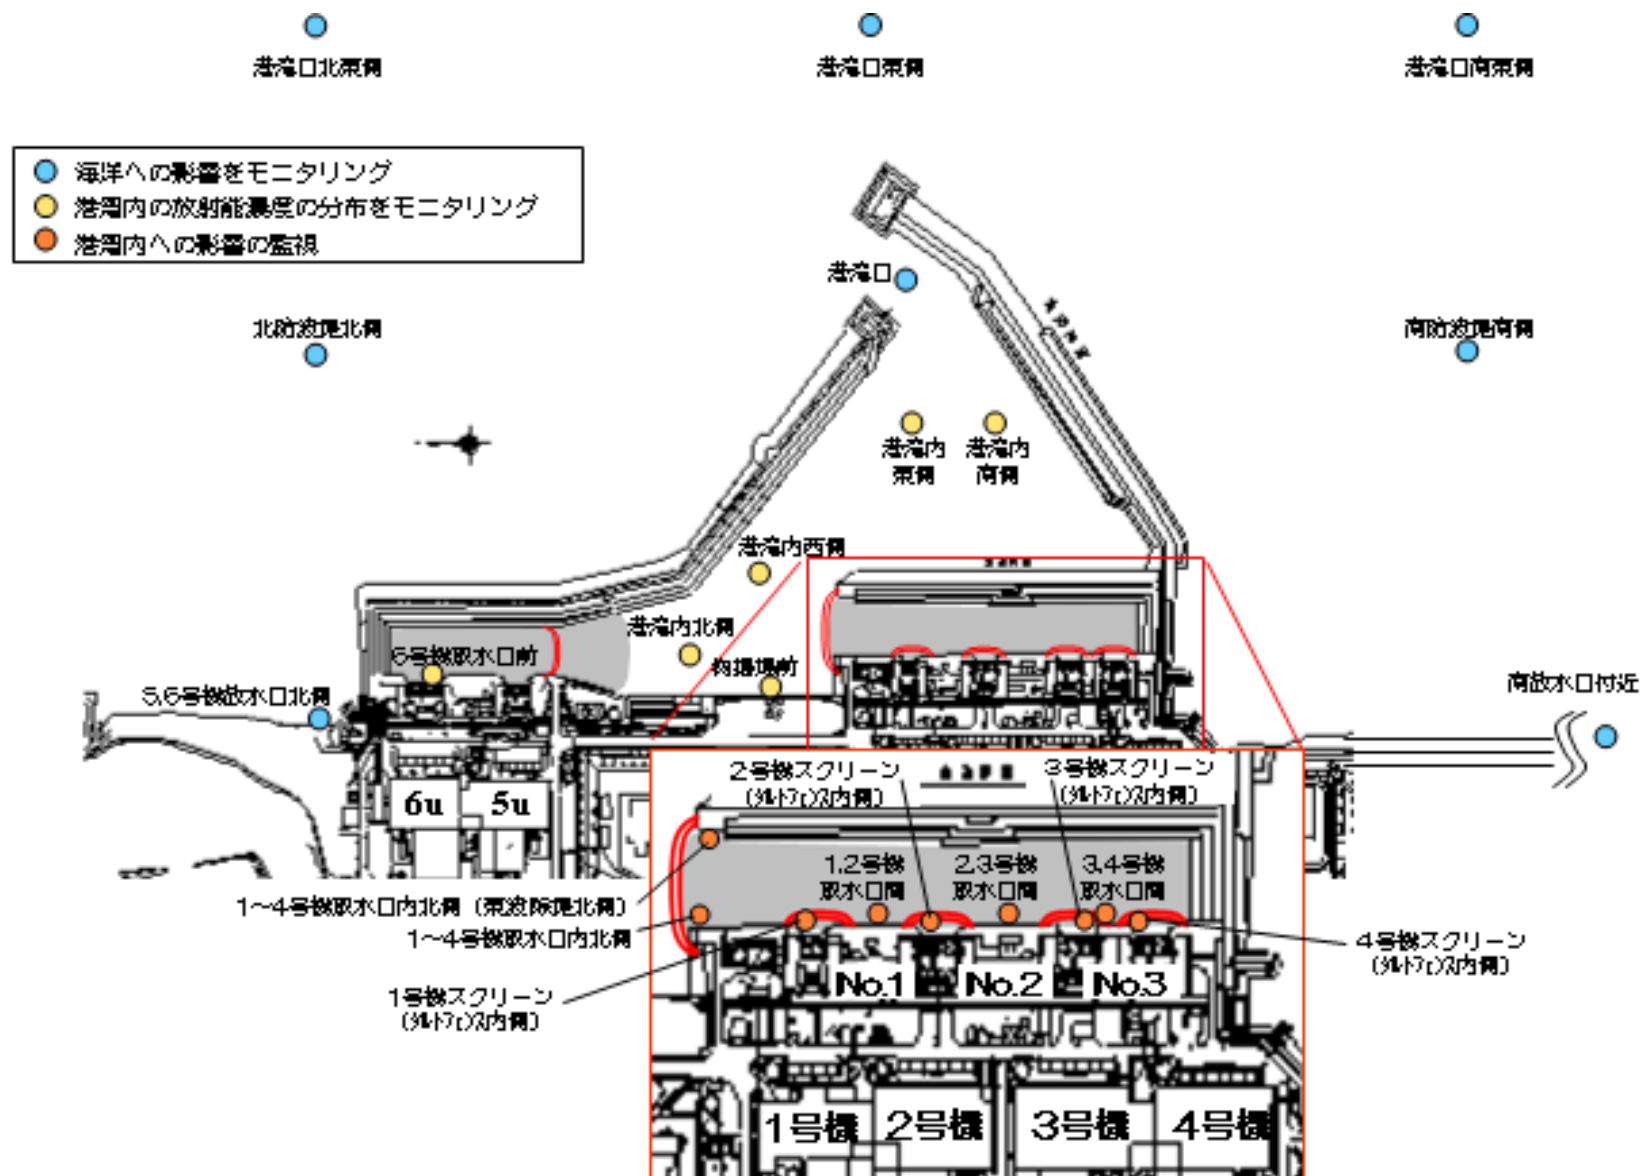 港湾口北東側
港湾口東側
港湾口南東側
海洋への影響をモニタリング
港湾内の放射能濃度の分布をモニタリング
港湾内への影響の監視
港湾口
北防波堤北側
南防波堤南側
港湾内
東側
港湾内
南側
港湾内西側
港湾内北側
6号機取水口前
物揚場前
5,6号機放水口北側
南放水口付近
6u
5u
2号機スクリーン
(シルトフェンス内側)
3号機スクリーン
(シルトフェンス内側)
1,2号機
取水口間
2,3号機
取水口間
3,4号機
取水口間
1～4号機取水口内北側(東波除堤北側)
1～4号機取水口内北側
4号機スクリーン
(シルトフェンス内側)
1号機スクリーン
(シルトフェンス内側)
No.1
No.2
No.3
1号機
2号機
3号機
4号機